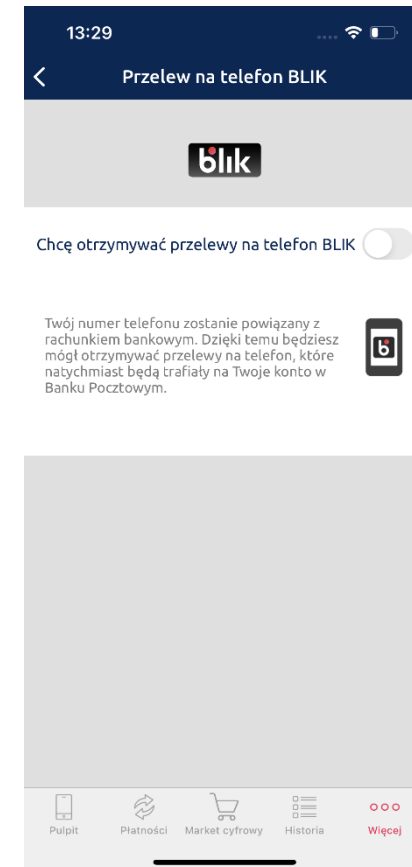 13:29
Przelew na telefon BLIK
blik
Chcę otrzymywać przelewy na telefon BLIK
Twój numer telefonu zostanie powiązany z
rachunkiem bankowym. Dzięki temu będziesz
mógł otrzymywać przelewy na telefon, które
natychmiast będą trafiały na Twoje konto w
Banku Pocztowym.
b
Pulpit Płatności Market cyfrowy Historia Więcej